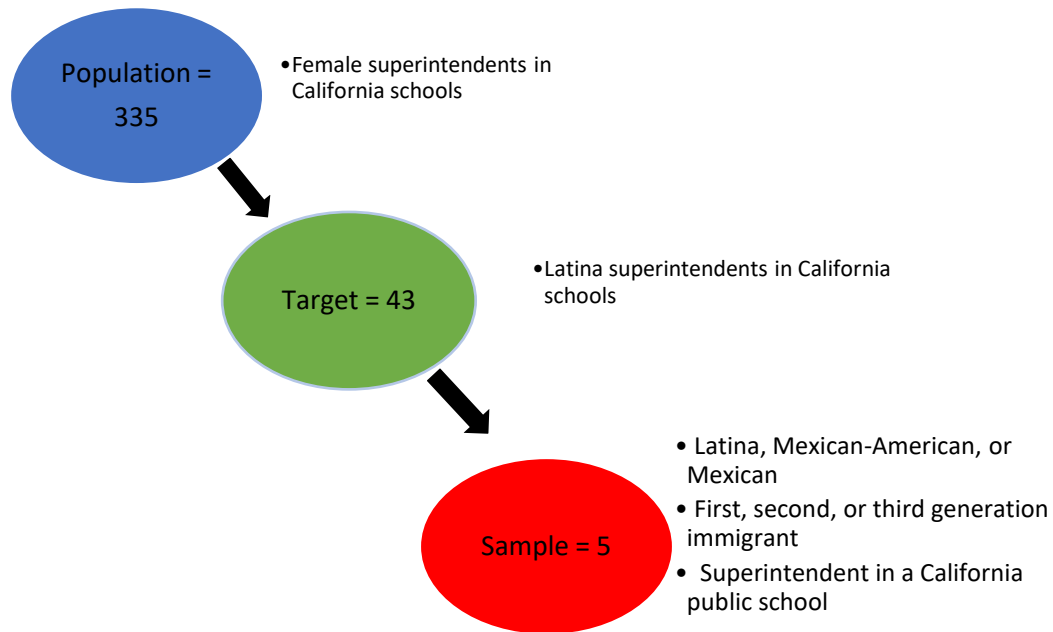 Population =
335
•Female superintendents in
California schools
Target = 43
•Latina superintendents in California
schools
Sample = 5
• Latina, Mexican-American, or
Mexican
• First, second, or third generation
immigrant
• Superintendent in a California
public school